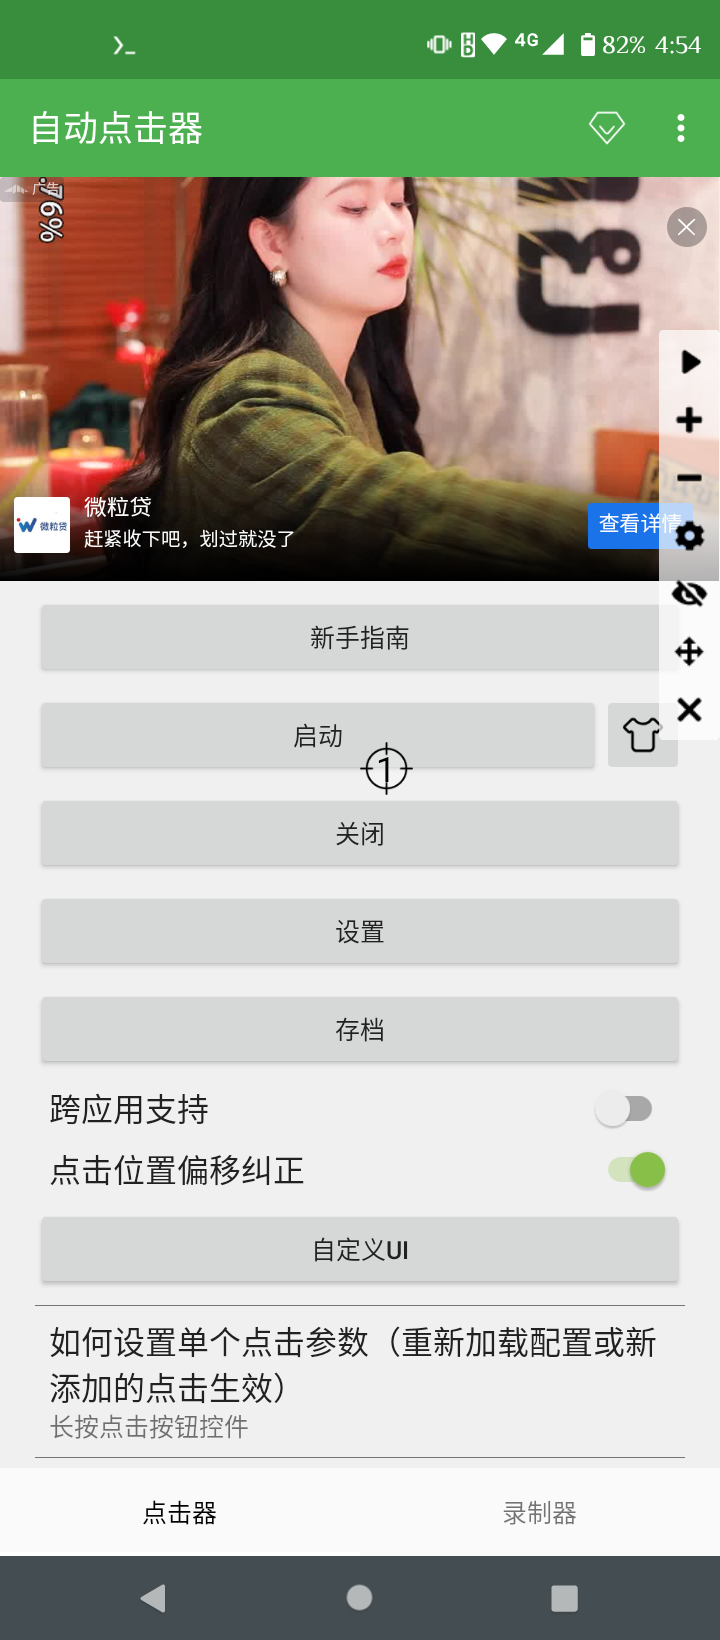 4G 82% 4:54
自动点击器
广告
.76%
微粒贷
微粒贷
赶紧收下吧，划过就没了
查看详情
新手指南
启动
1
关闭
设置
存档
跨应用支持
点击位置偏移纠正
自定义UI
如何设置单个点击参数（重新加载配置或新
添加的点击生效）
长按点击按钮控件
点击器
录制器